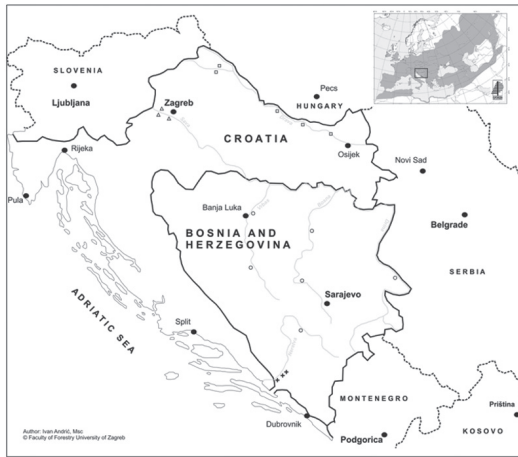 SLOVENIA
Ljubljana
Zagreb
Pecs
HUNGARY
CROATIA
Rijeka
Osijek
Novi Sad
Pula
Banja Luka
Belgrade
BOSNIA AND
HERZEGOVINA
SERBIA
Sarajevo
ADRIATIC SEA
Split
MONTENEGRO
Priština
Dubrovnik
KOSOVO
Podgorica
Author: Ivan Andrić, Msc
© Faculty of Forestry University of Zagreb